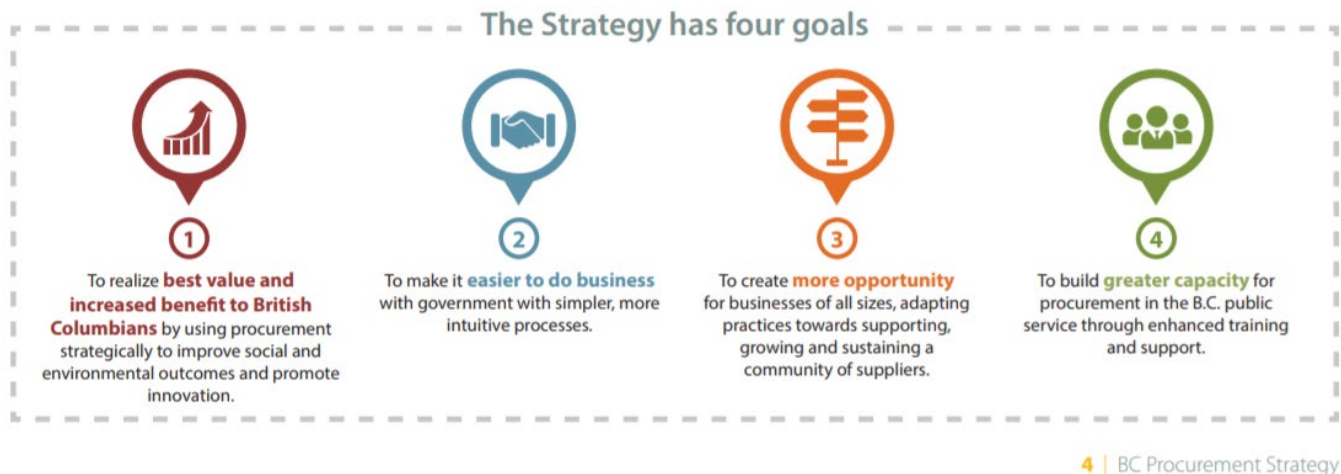 The Strategy has four goals
1
To realize best value and
increased benefit to British
Columbians by using procurement
strategically to improve social and
environmental outcomes and promote
innovation.
2
To make it easier to do business
with government with simpler, more
intuitive processes.
3
To create more opportunity
for businesses of all sizes, adapting
practices towards supporting,
growing and sustaining a
community of suppliers.
4
To build greater capacity for
procurement in the B.C. public
service through enhanced training
and support.
4 | BC Procurement Strategy